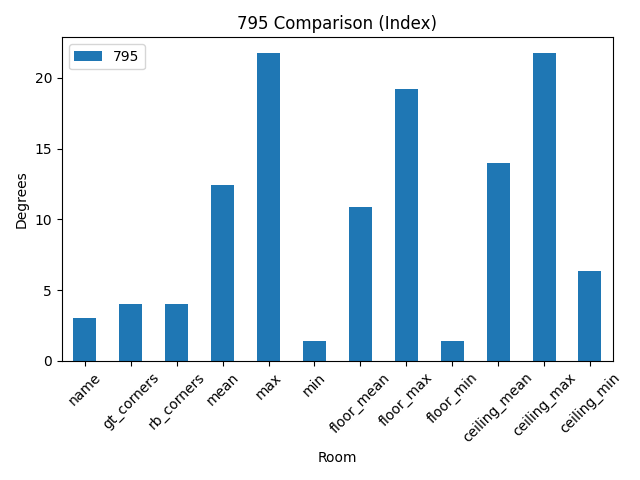 795 Comparison (Index)
795
Degrees
20
15
10
5
0
name
gt_corners
rb_corners
mean
max
min
floor_mean
floor_max
floor_min
ceiling_mean
ceiling_max
ceiling_min
Room